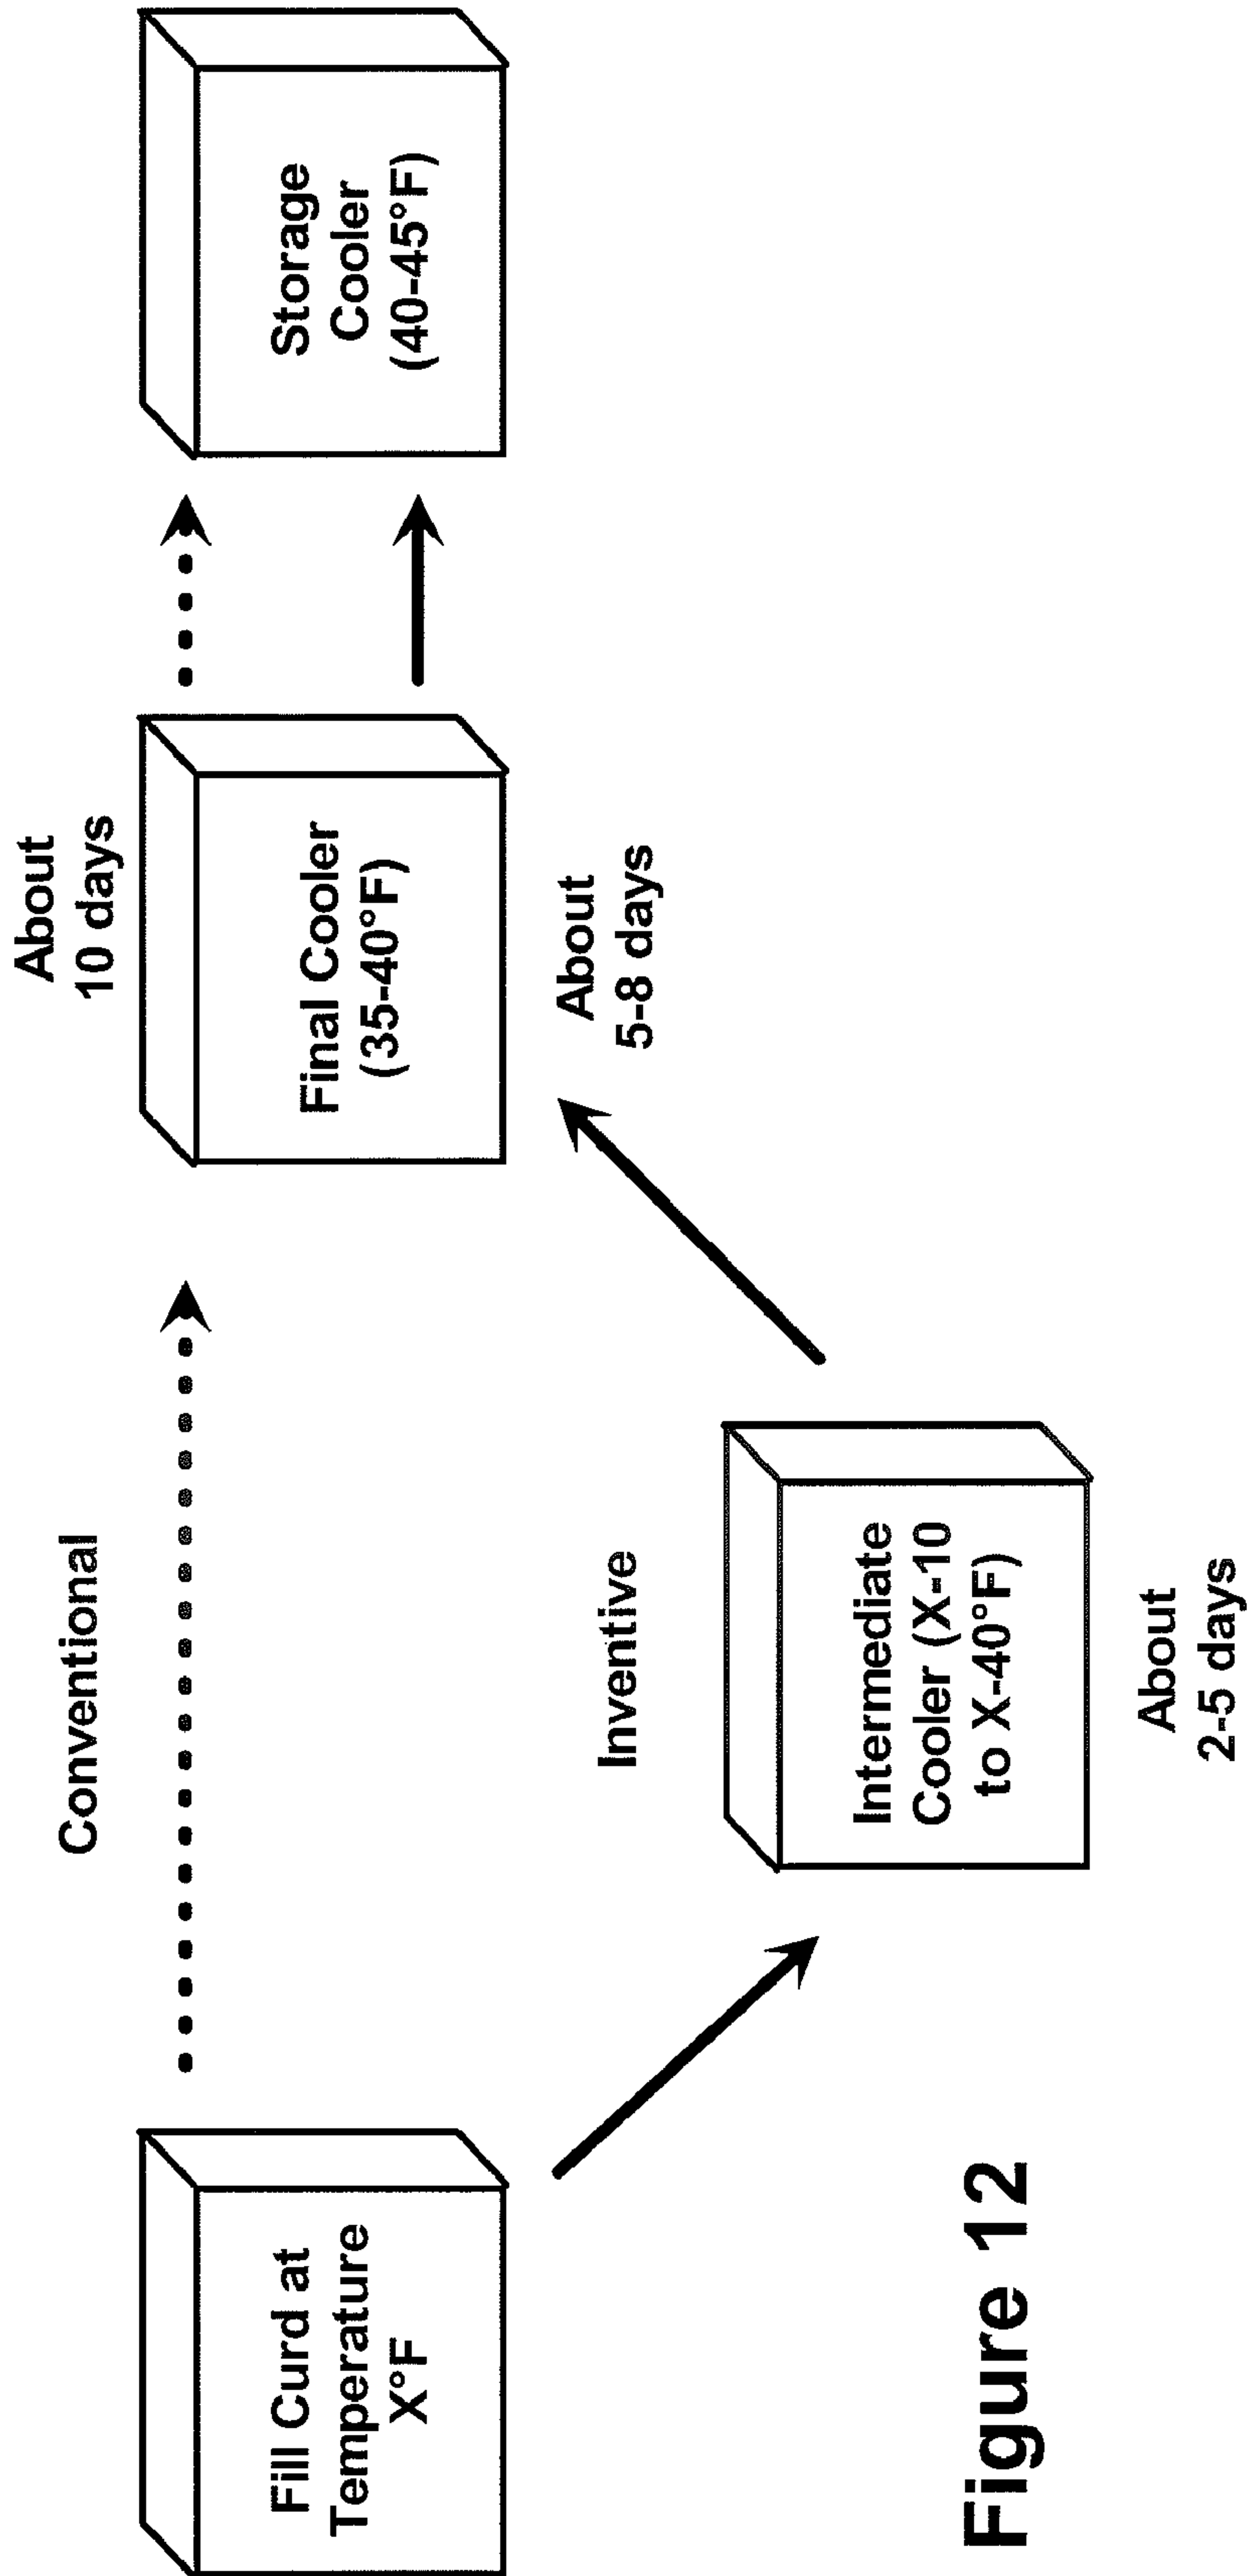 Conventional
Fill Curd at
Temperature
X°F
About
10 days
Final Cooler
(35-40°F)
About
5-8 days
Storage
Cooler
(40-45°F)
Inventive
Intermediate
Cooler (X-10
to X-40°F)
About
2-5 days
Figure 12